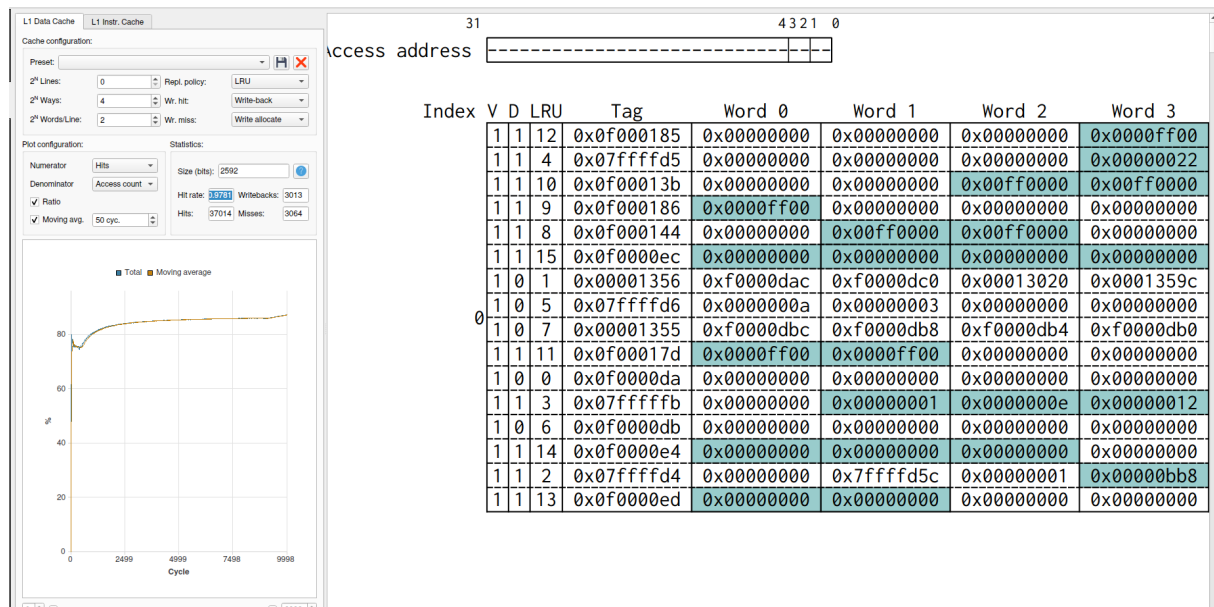 L1 Data Cache L1 Instr. Cache
Cache configuration:
Preset:
2^N Lines: 0 Repl. policy: LRU
2^N Ways: 4 Wr. hit: Write-back
2^N Words/Line: 2 Wr. miss: Write allocate
Plot configuration: Statistics:
Numerator Hits Size (bits): 2592 ?
Denominator Access count
Ratio Hit rate: 0.9781 Writebacks: 3013
Moving avg. 50 cyc. Hits: 37014 Misses: 3064
Total Moving average
80
60
%
40
20
0
0 2499 4999 7498 9998
Cycle
31 4 3 2 1 0
Access address
Index V D LRU Tag Word 0 Word 1 Word 2 Word 3
1 1 12 0x0f000185 0x00000000 0x00000000 0x00000000 0x0000ff00
1 1 4 0x07ffffd5 0x00000000 0x00000000 0x00000000 0x00000022
1 1 10 0x0f00013b 0x00000000 0x00000000 0x00ff0000 0x00ff0000
1 1 9 0x0f000186 0x0000ff00 0x00000000 0x00000000 0x00000000
1 1 8 0x0f000144 0x00000000 0x00ff0000 0x00ff0000 0x00000000
1 1 15 0x0f0000ec 0x00000000 0x00000000 0x00000000 0x00000000
1 0 1 0x00001356 0xf0000dac 0xf0000dc0 0x00013020 0x0001359c
1 0 5 0x07ffffd6 0x0000000a 0x00000003 0x00000000 0x00000000
0
1 0 7 0x00001355 0xf0000dbc 0xf0000db8 0xf0000db4 0xf0000db0
1 1 11 0x0f00017d 0x0000ff00 0x0000ff00 0x00000000 0x00000000
1 0 0 0x0f0000da 0x00000000 0x00000000 0x00000000 0x00000000
1 1 3 0x07fffffb 0x00000000 0x00000001 0x0000000e 0x00000012
1 0 6 0x0f0000db 0x00000000 0x00000000 0x00000000 0x00000000
1 1 14 0x0f0000e4 0x00000000 0x00000000 0x00000000 0x00000000
1 1 2 0x07ffffd4 0x00000000 0x7ffffd5c 0x00000001 0x00000bb8
1 1 13 0x0f0000ed 0x00000000 0x00000000 0x00000000 0x00000000